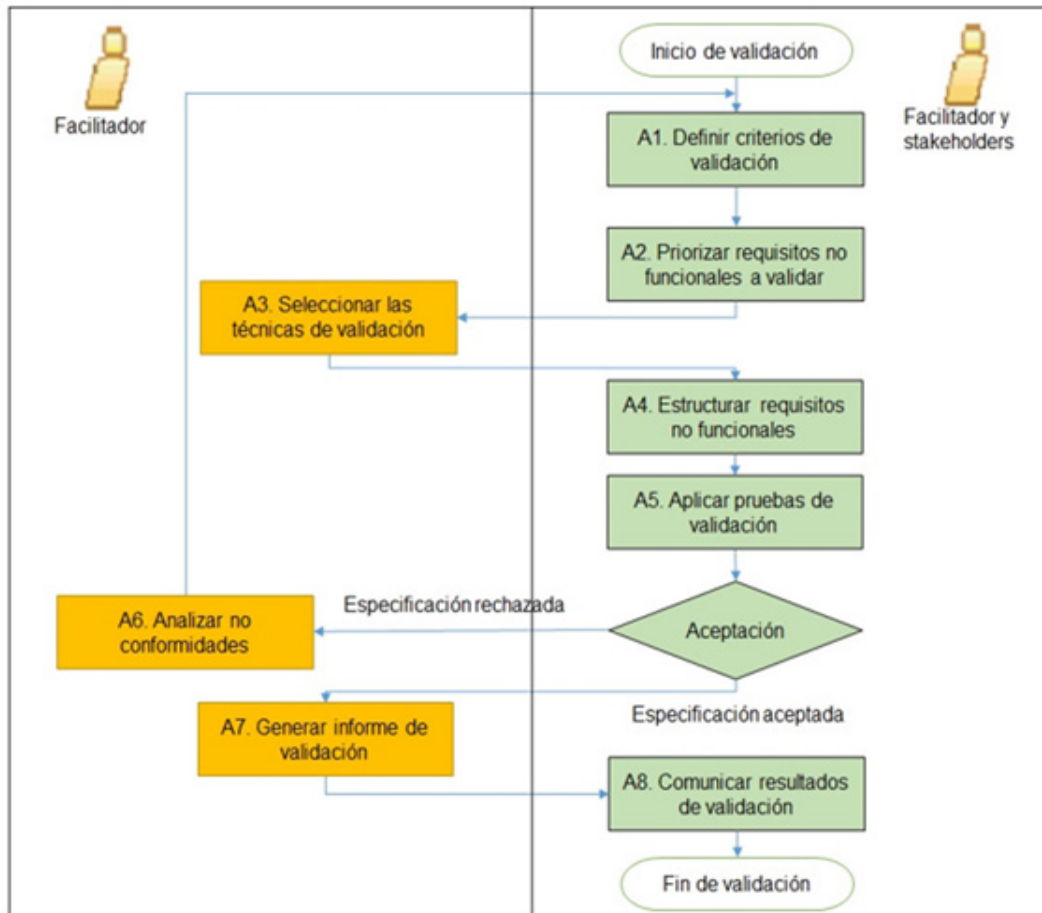 Inicio de validación
Facilitador
Facilitador y
stakeholders
A1. Definir criterios de
validación
A2. Priorizar requisitos no
funcionales a validar
A3. Seleccionar las
técnicas de validación
A4. Estructurar requisitos
no funcionales
A5. Aplicar pruebas de
validación
Especificación rechazada
Aceptación
A6. Analizar no
conformidades
Especificación aceptada
A7. Generar informe de
validación
A8. Comunicar resultados
de validación
Fin de validación